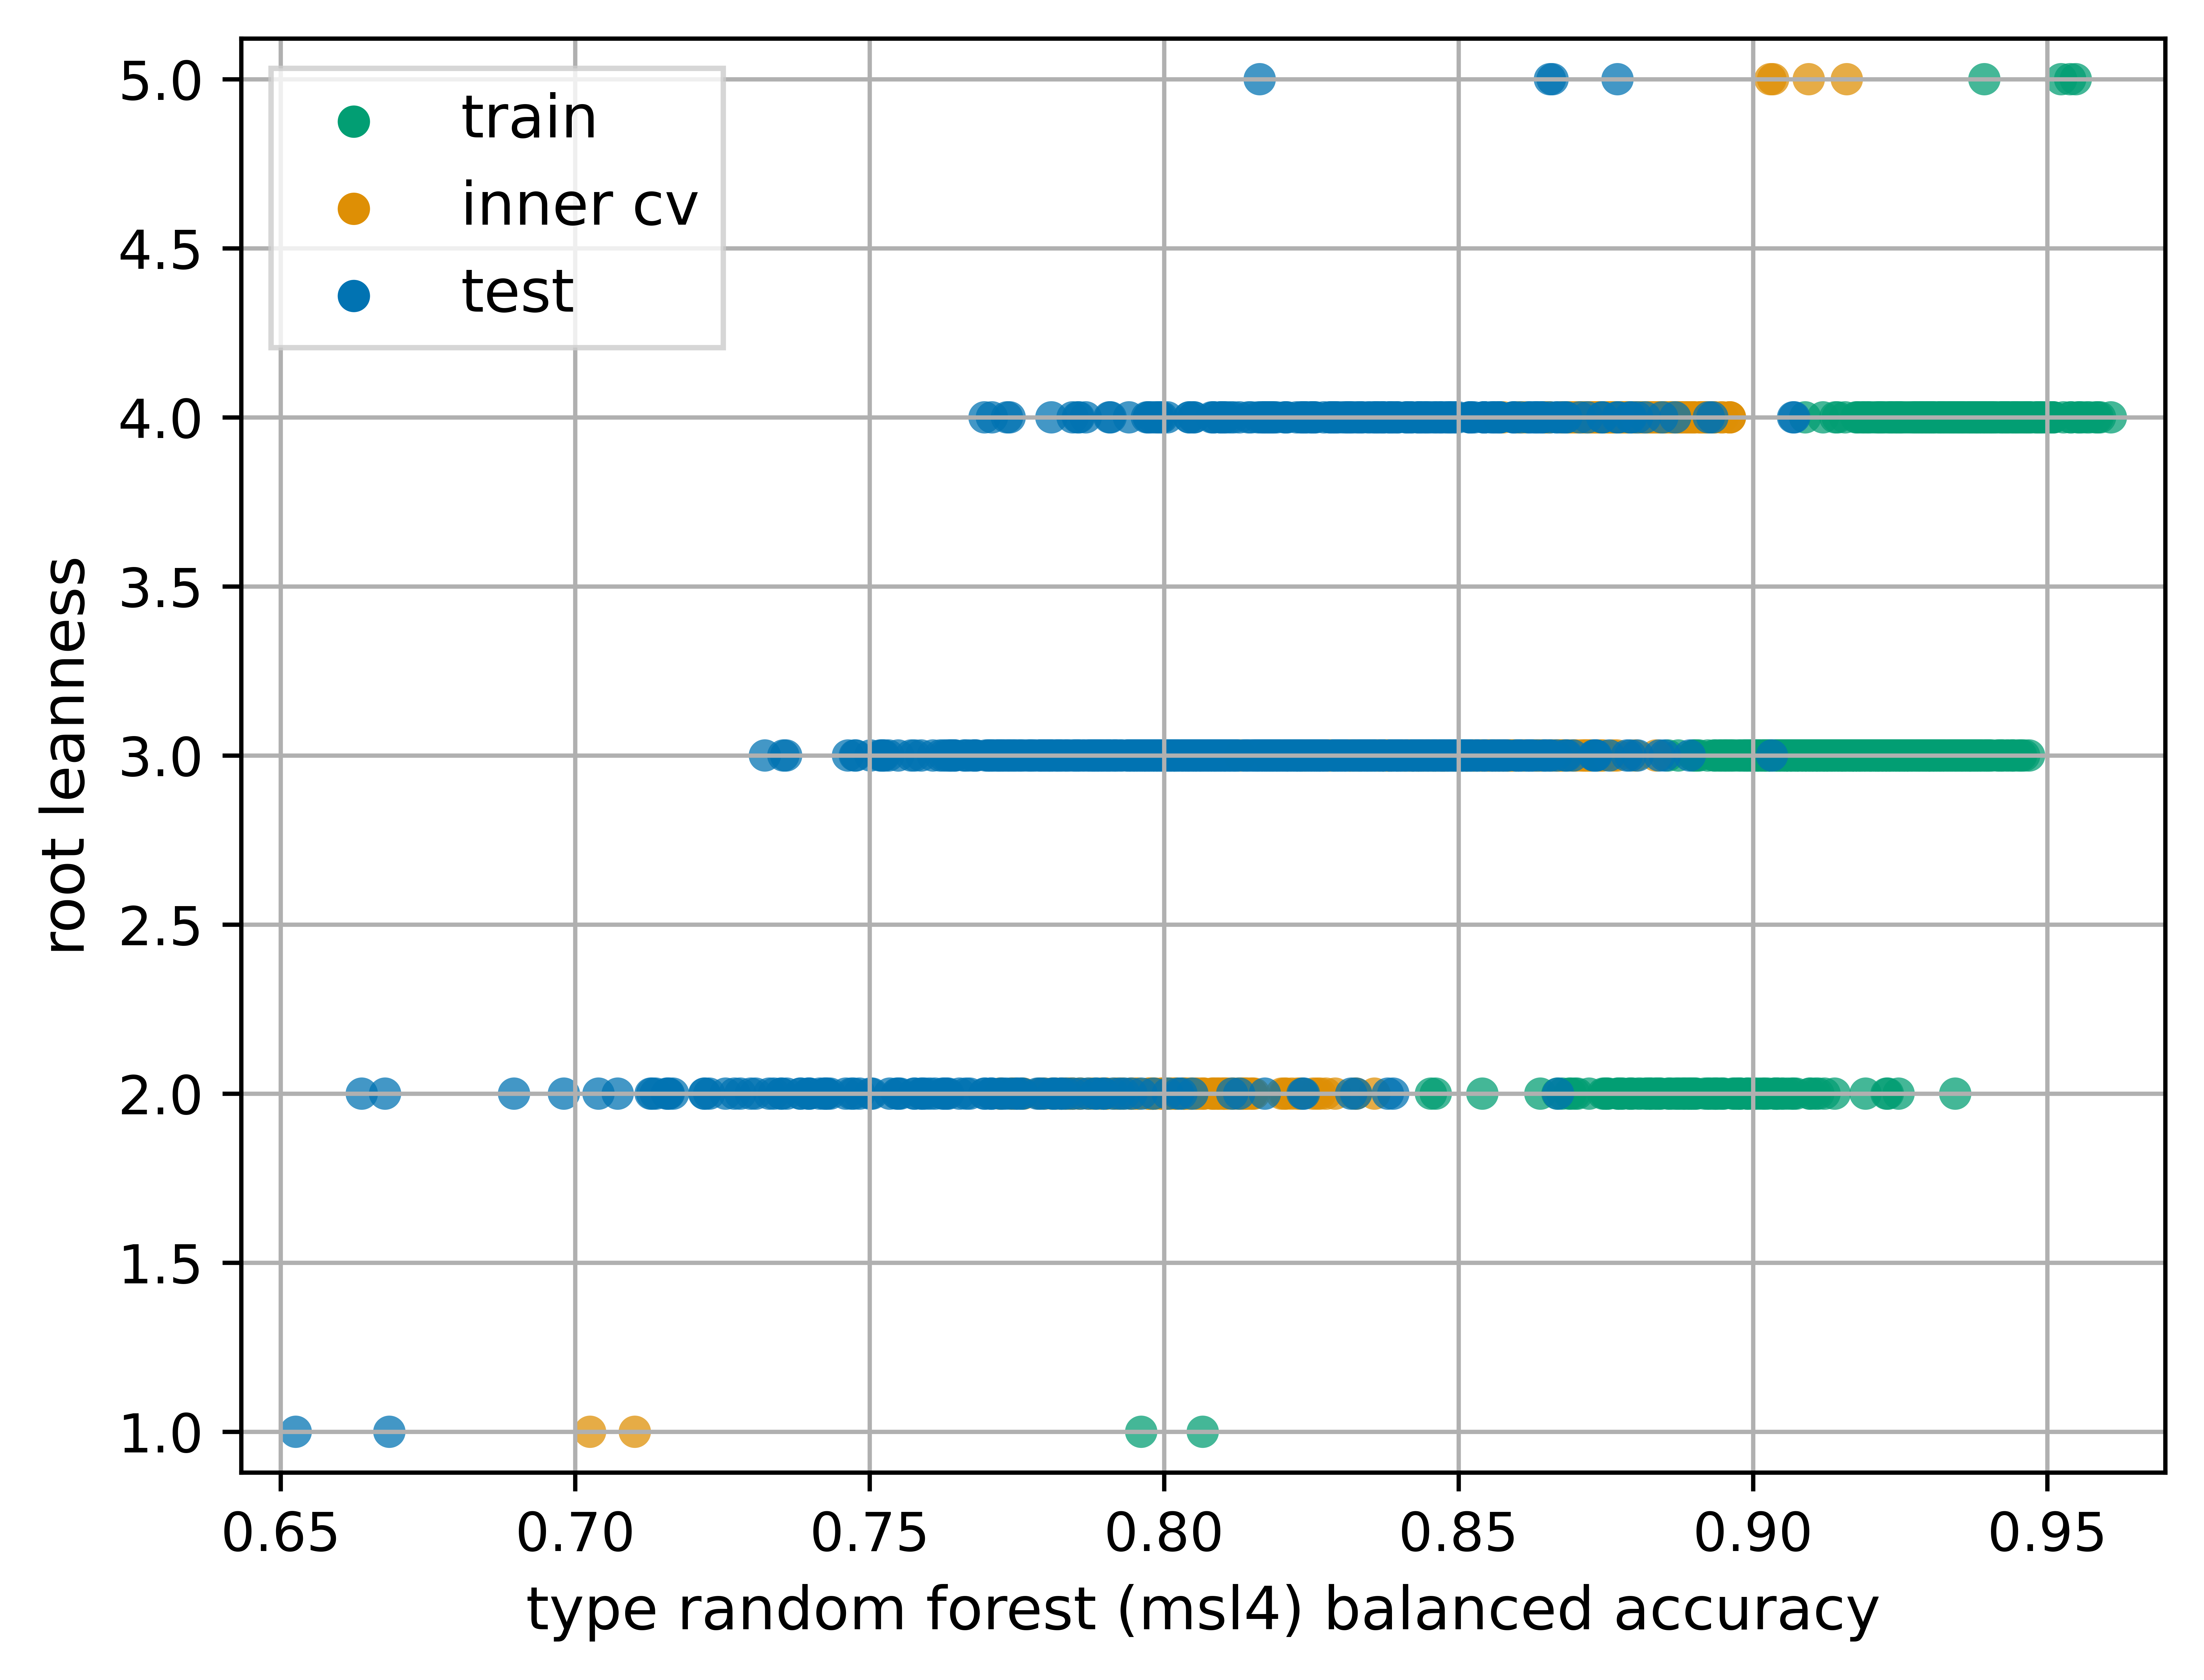 train
inner cv
test
root leanness
5.0
4.5
4.0
3.5
3.0
2.5
2.0
1.5
1.0
0.65 0.70 0.75 0.80 0.85 0.90 0.95
type random forest (msl4) balanced accuracy